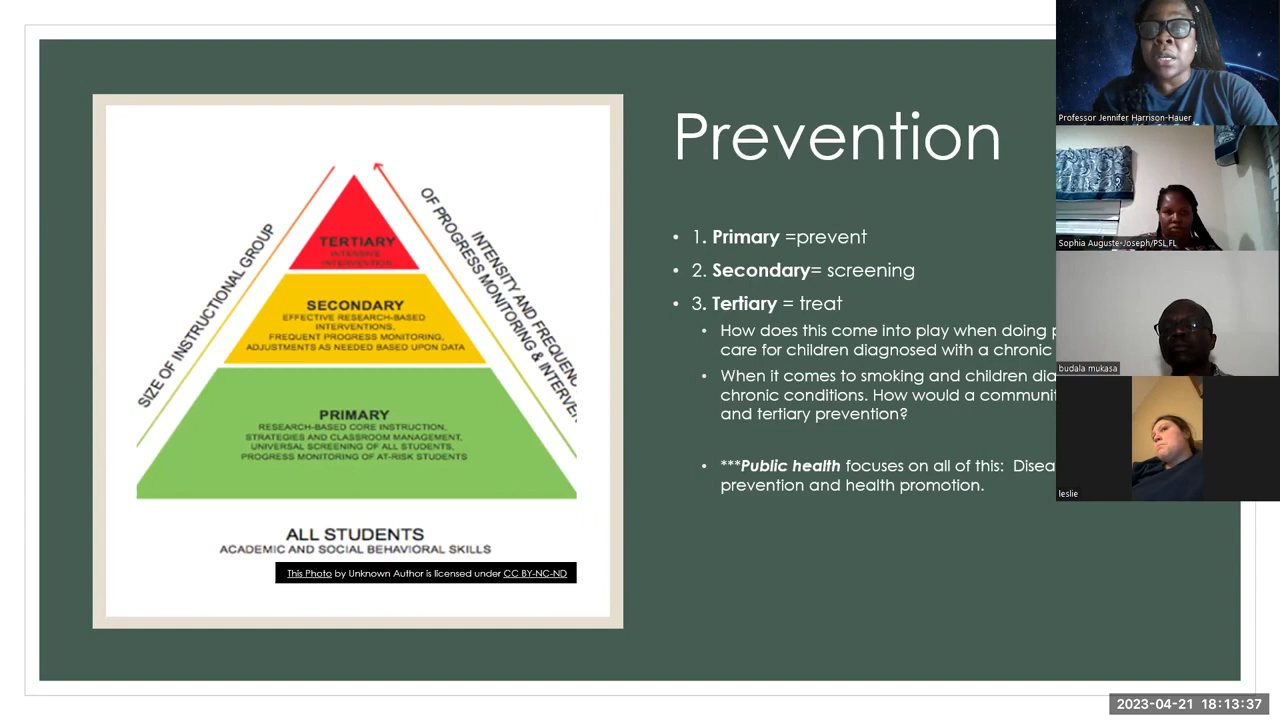 SIZE OF INSTRUCTIONAL GROUP
INTENSITY AND
OF PROGRESS MONITORING &
TERTIARY
INTENSIVE
INTERVENTION
SECONDARY
EFFECTIVE RESEARCH-BASED
INTERVENTIONS,
FREQUENT PROGRESS MONITORING,
ADJUSTMENTS AS NEEDED BASED UPON DATA
PRIMARY
RESEARCH-BASED CORE INSTRUCTION,
STRATEGIES AND CLASSROOM MANAGEMENT,
UNIVERSAL SCREENING OF ALL STUDENTS,
PROGRESS MONITORING OF AT-RISK STUDENTS
ALL STUDENTS
ACADEMIC AND SOCIAL BEHAVIORAL SKILLS
This Photo by Unknown Author is licensed under CC BY-NC-ND
Prevention
• 1. Primary =prevent
• 2. Secondary= screening
• 3. Tertiary = treat
• How does this come into play when doing
care for children diagnosed with a chronic
• When it comes to smoking and children
chronic conditions. How would a
and tertiary prevention?
• ***Public health focuses on all of this:
prevention and health promotion.
Professor Jennifer Harrison-Hauer
Sophia Auguste-Joseph/PSL,FL
budala mukasa
leslie
2023-04-21 18:13:37